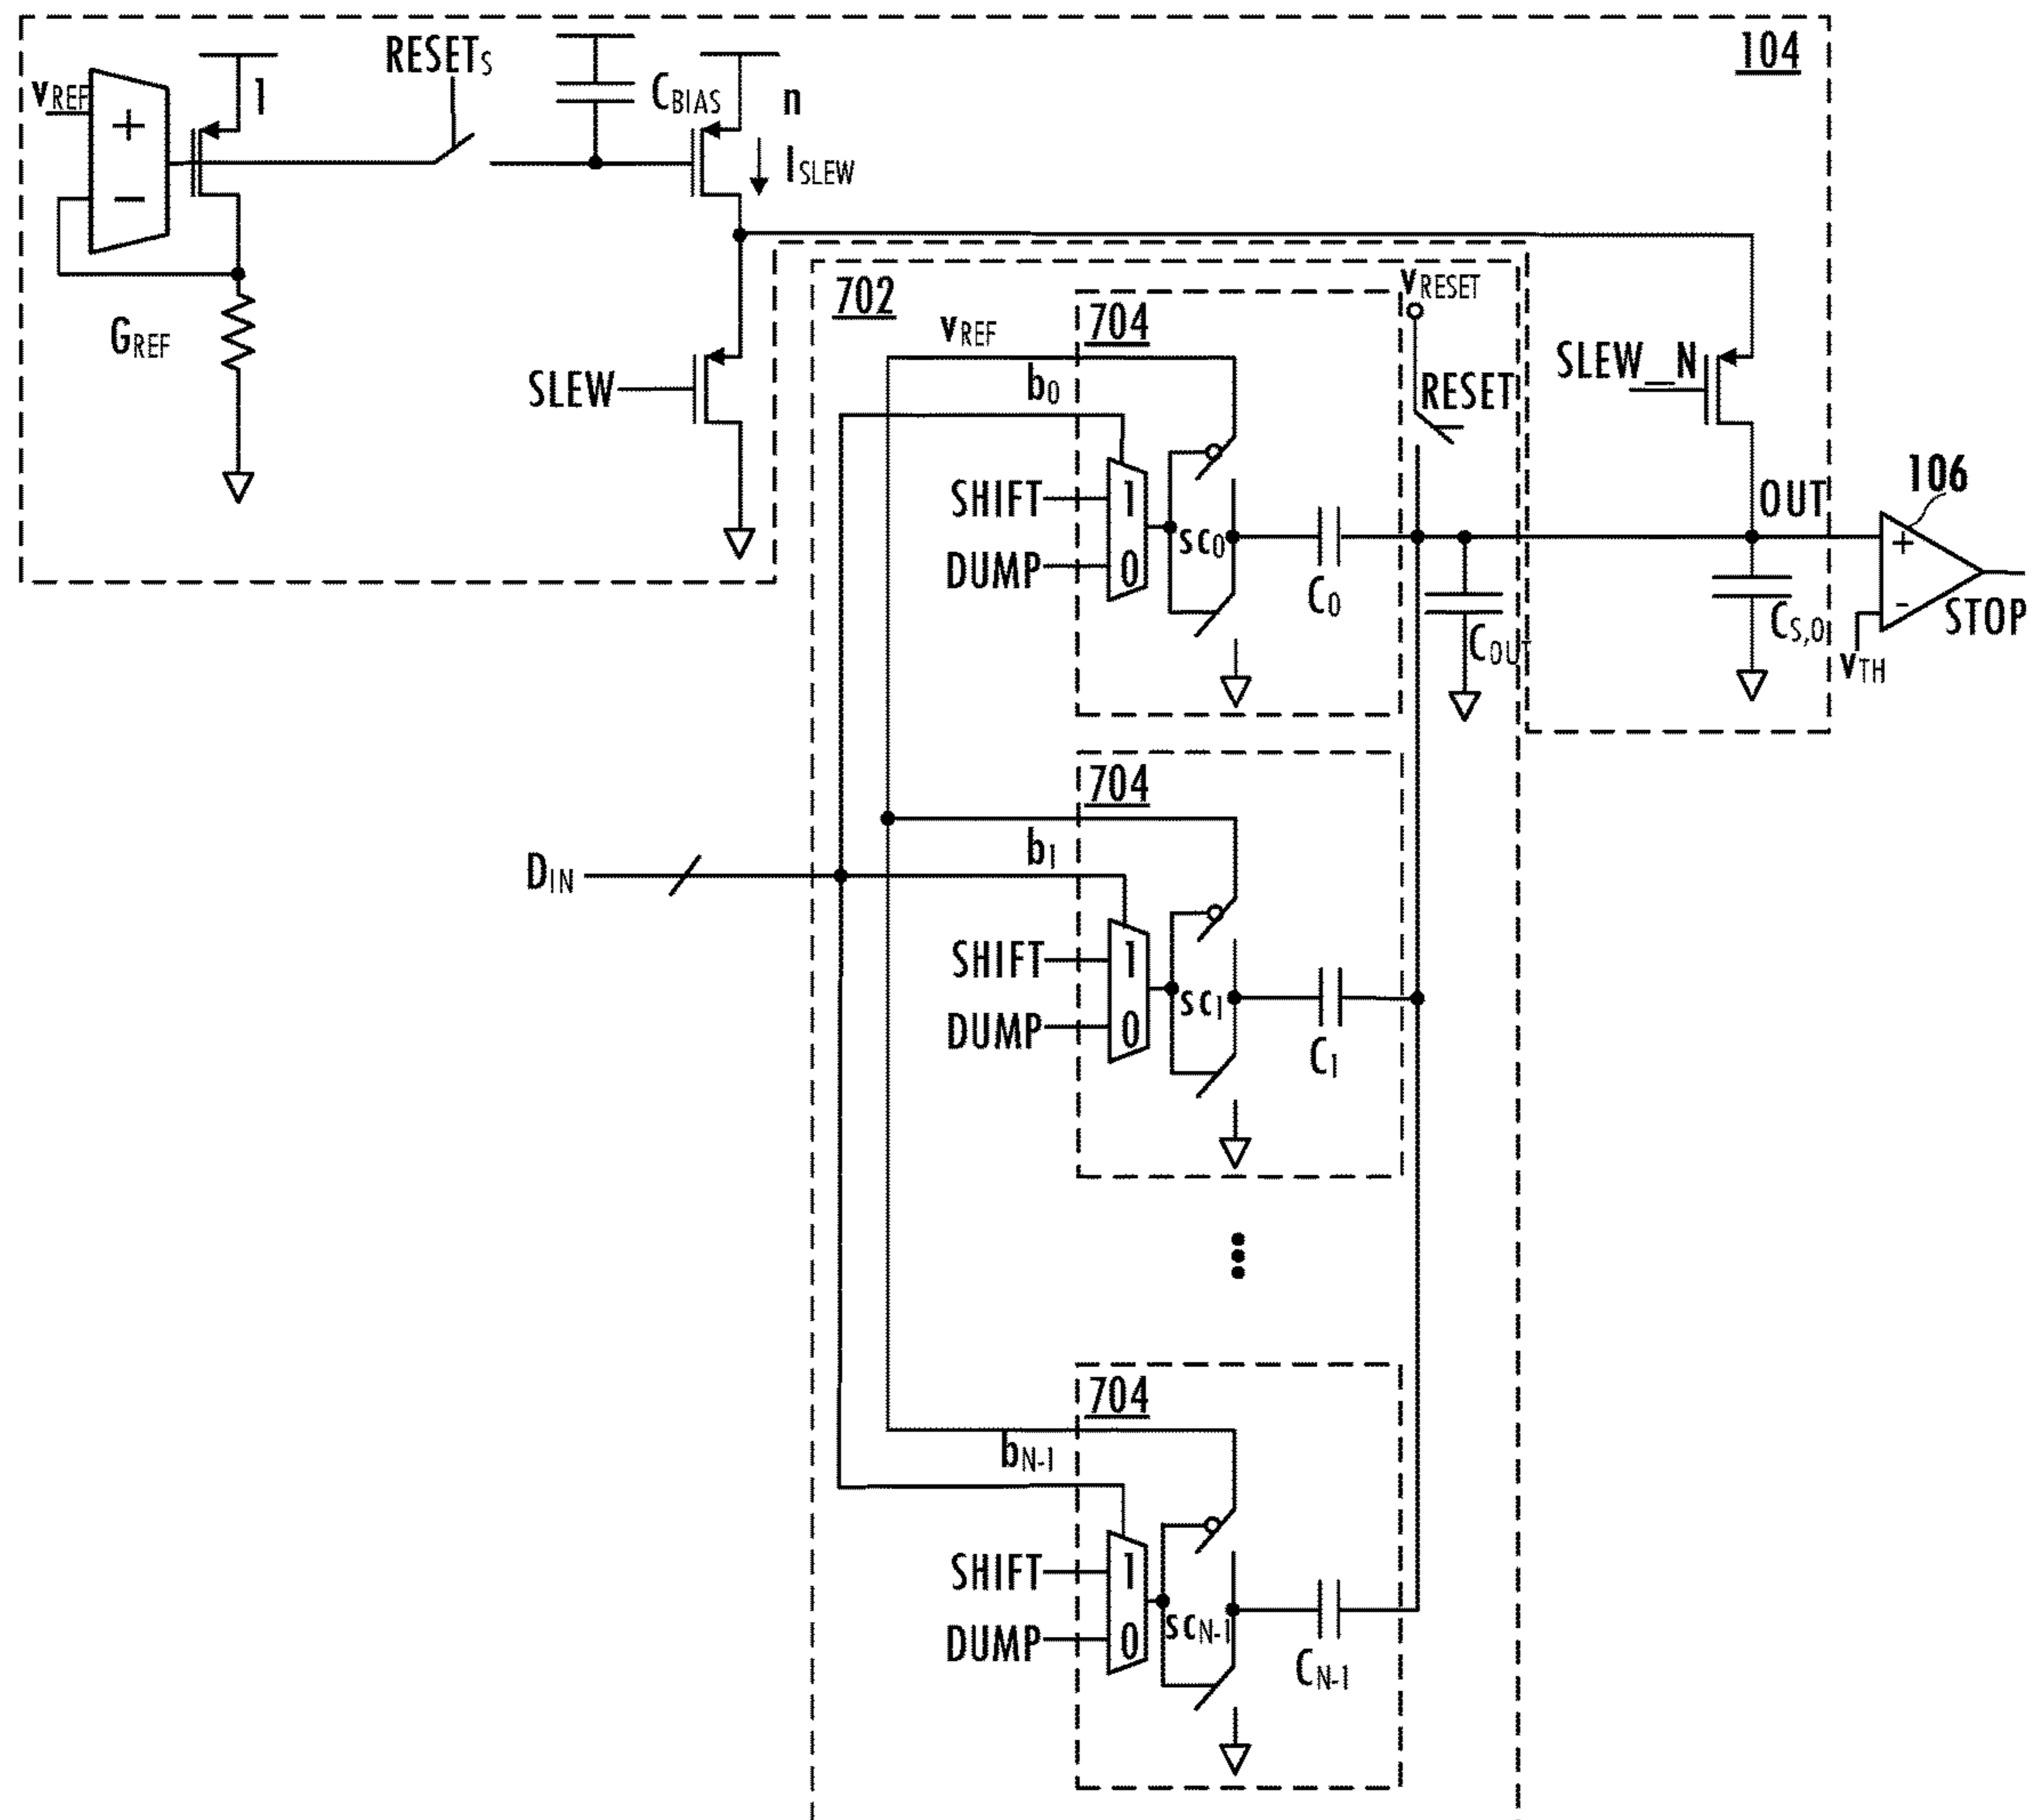 104
RESETS
vREF
+
−
1
CBIAS
n
ISLEW
GREF
SLEW
702
vREF
704
b0
SHIFT
DUMP
1
0
sc0
C0
vRESET
RESET
COUT
SLEW_N
OUT
CS,0
106
+
-
vTH
STOP
704
b1
DIN
SHIFT
DUMP
1
0
sc1
C1
704
bN-1
SHIFT
DUMP
1
0
scN-1
CN-1